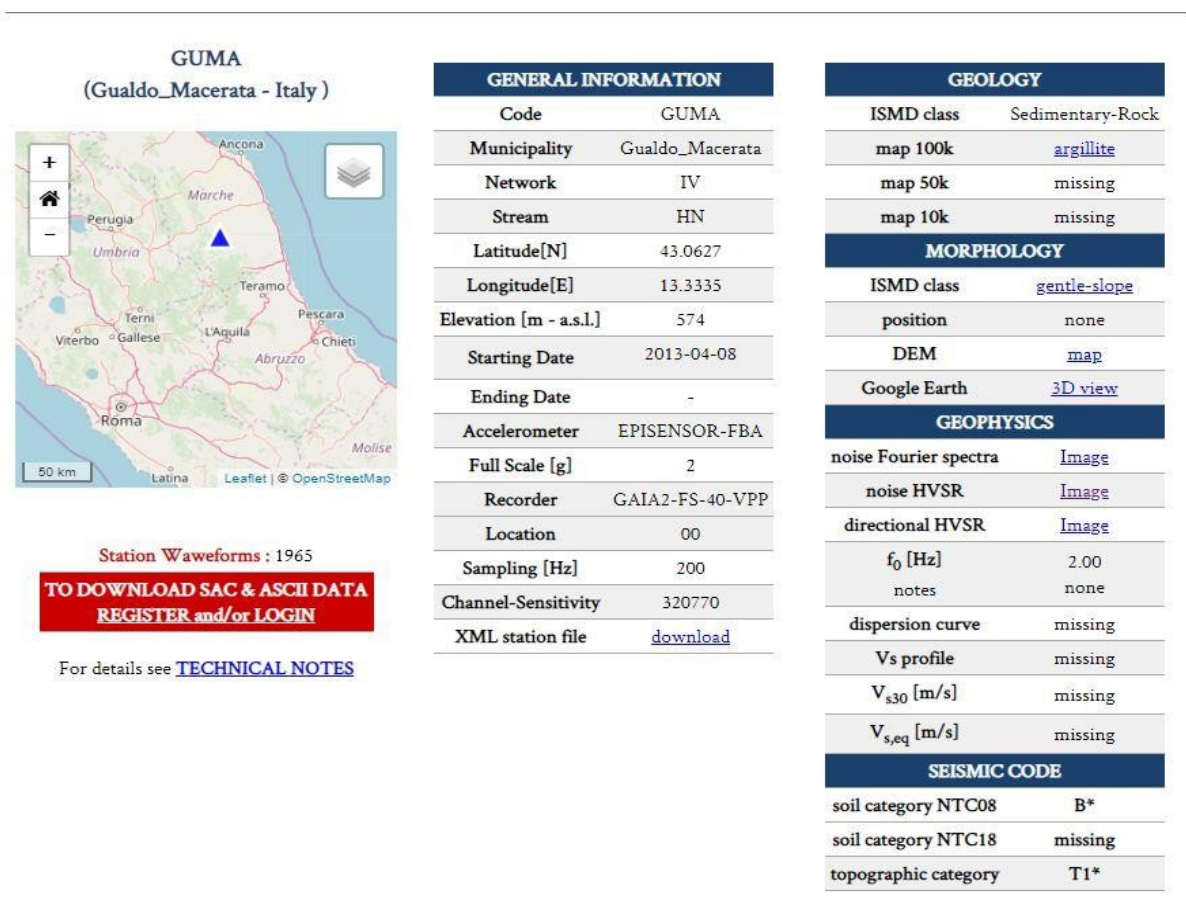 GUMA
(Gualdo_Macerata - Italy )
+
−
Ancona
Marche
Perugia
Umbria
Teramo
Terni
Pescara
Viterbo
Gallese
L'Aquila
Chieti
Abruzzo
Roma
Molise
50 km
Latina
Leaflet | © OpenStreetMap
Station Waweforms : 1965
TO DOWNLOAD SAC & ASCII DATA
REGISTER and/or LOGIN
For details see TECHNICAL NOTES
GENERAL INFORMATION
Code GUMA
Municipality Gualdo_Macerata
Network IV
Stream HN
Latitude[N] 43.0627
Longitude[E] 13.3335
Elevation [m - a.s.l.] 574
Starting Date 2013-04-08
Ending Date -
Accelerometer EPISENSOR-FBA
Full Scale [g] 2
Recorder GAIA2-FS-40-VPP
Location 00
Sampling [Hz] 200
Channel-Sensitivity 320770
XML station file download
GEOLOGY
ISMD class Sedimentary-Rock
map 100k argillite
map 50k missing
map 10k missing
MORPHOLOGY
ISMD class gentle-slope
position none
DEM map
Google Earth 3D view
GEOPHYSICS
noise Fourier spectra Image
noise HVSR Image
directional HVSR Image
f0 [Hz] 2.00
notes none
dispersion curve missing
Vs profile missing
Vs30 [m/s] missing
Vs,eq [m/s] missing
SEISMIC CODE
soil category NTC08 B*
soil category NTC18 missing
topographic category T1*